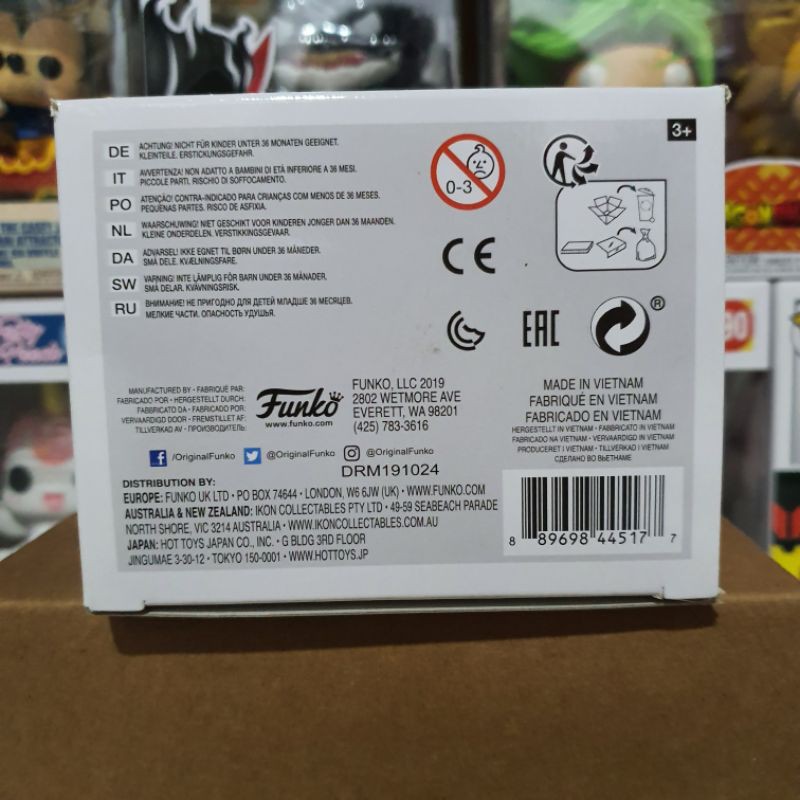 3+
DE ACHTUNG! NICHT FÜR KINDER UNTER 36 MONATEN GEEIGNET.
KLEINTEILE. ERSTICKUNGSGEFAHR.
IT AVVERTENZA! NON ADATTO A BAMBINI DI ETÀ INFERIORE A 36 MESI.
PICCOLE PARTI. RISCHIO DI SOFFOCAMENTO.
PO ATENÇÃO! CONTRA-INDICADO PARA CRIANÇAS COM MENOS DE 36 MESES.
PEQUENAS PARTES. RISCO DE ASFIXIA.
NL WAARSCHUWING! NIET GESCHIKT VOOR KINDEREN JONGER DAN 36 MAANDEN.
KLEINE ONDERDELEN. VERSTIKKINGSGEVAAR.
DA ADVARSEL! IKKE EGNET TIL BØRN UNDER 36 MÅNEDER.
SMÅ DELE. KVÆLNINGSFARE.
SW VARNING! INTE LÄMPLIG FÖR BARN UNDER 36 MÅNADER.
SMÅ DELAR. KVÄVNINGSRISK.
RU ВНИМАНИЕ! НЕ ПРИГОДНО ДЛЯ ДЕТЕЙ МЛАДШЕ 36 МЕСЯЦЕВ.
МЕЛКИЕ ЧАСТИ. ОПАСНОСТЬ УДУШЬЯ.
0-3
CE
EAC
®
MANUFACTURED BY • FABRIQUÉ PAR:
FABRICADO POR • HERGESTELLT DURCH:
FABBRICATO DA • FABRICADO POR:
VERVAARDIGD DOOR • FREMSTILLET AF:
TILLVERKAD AV • ПРОИЗВОДИТЕЛЬ:
Funko
www.funko.com
FUNKO, LLC 2019
2802 WETMORE AVE
EVERETT, WA 98201
(425) 783-3616
MADE IN VIETNAM
FABRIQUÉ EN VIETNAM
FABRICADO EN VIETNAM
HERGESTELLT IN VIETNAM • FABBRICATO IN VIETNAM
FABRICADO NA VIETNAM • VERVAARDIGD IN VIETNAM
PRODUCERET I VIETNAM • TILLVERKAD I VIETNAM
СДЕЛАНО ВО ВЬЕТНАМЕ
f /OriginalFunko @OriginalFunko @OriginalFunko
DRM191024
DISTRIBUTION BY:
EUROPE: FUNKO UK LTD • PO BOX 74644 • LONDON, W6 6JW (UK) • WWW.FUNKO.COM
AUSTRALIA & NEW ZEALAND: IKON COLLECTABLES PTY LTD • 49-59 SEABEACH PARADE
NORTH SHORE, VIC 3214 AUSTRALIA • WWW.IKONCOLLECTABLES.COM.AU
JAPAN: HOT TOYS JAPAN CO., INC. • G BLDG 3RD FLOOR
JINGUMAE 3-30-12 • TOKYO 150-0001 • WWW.HOTTOYS.JP
8 89698 44517 7